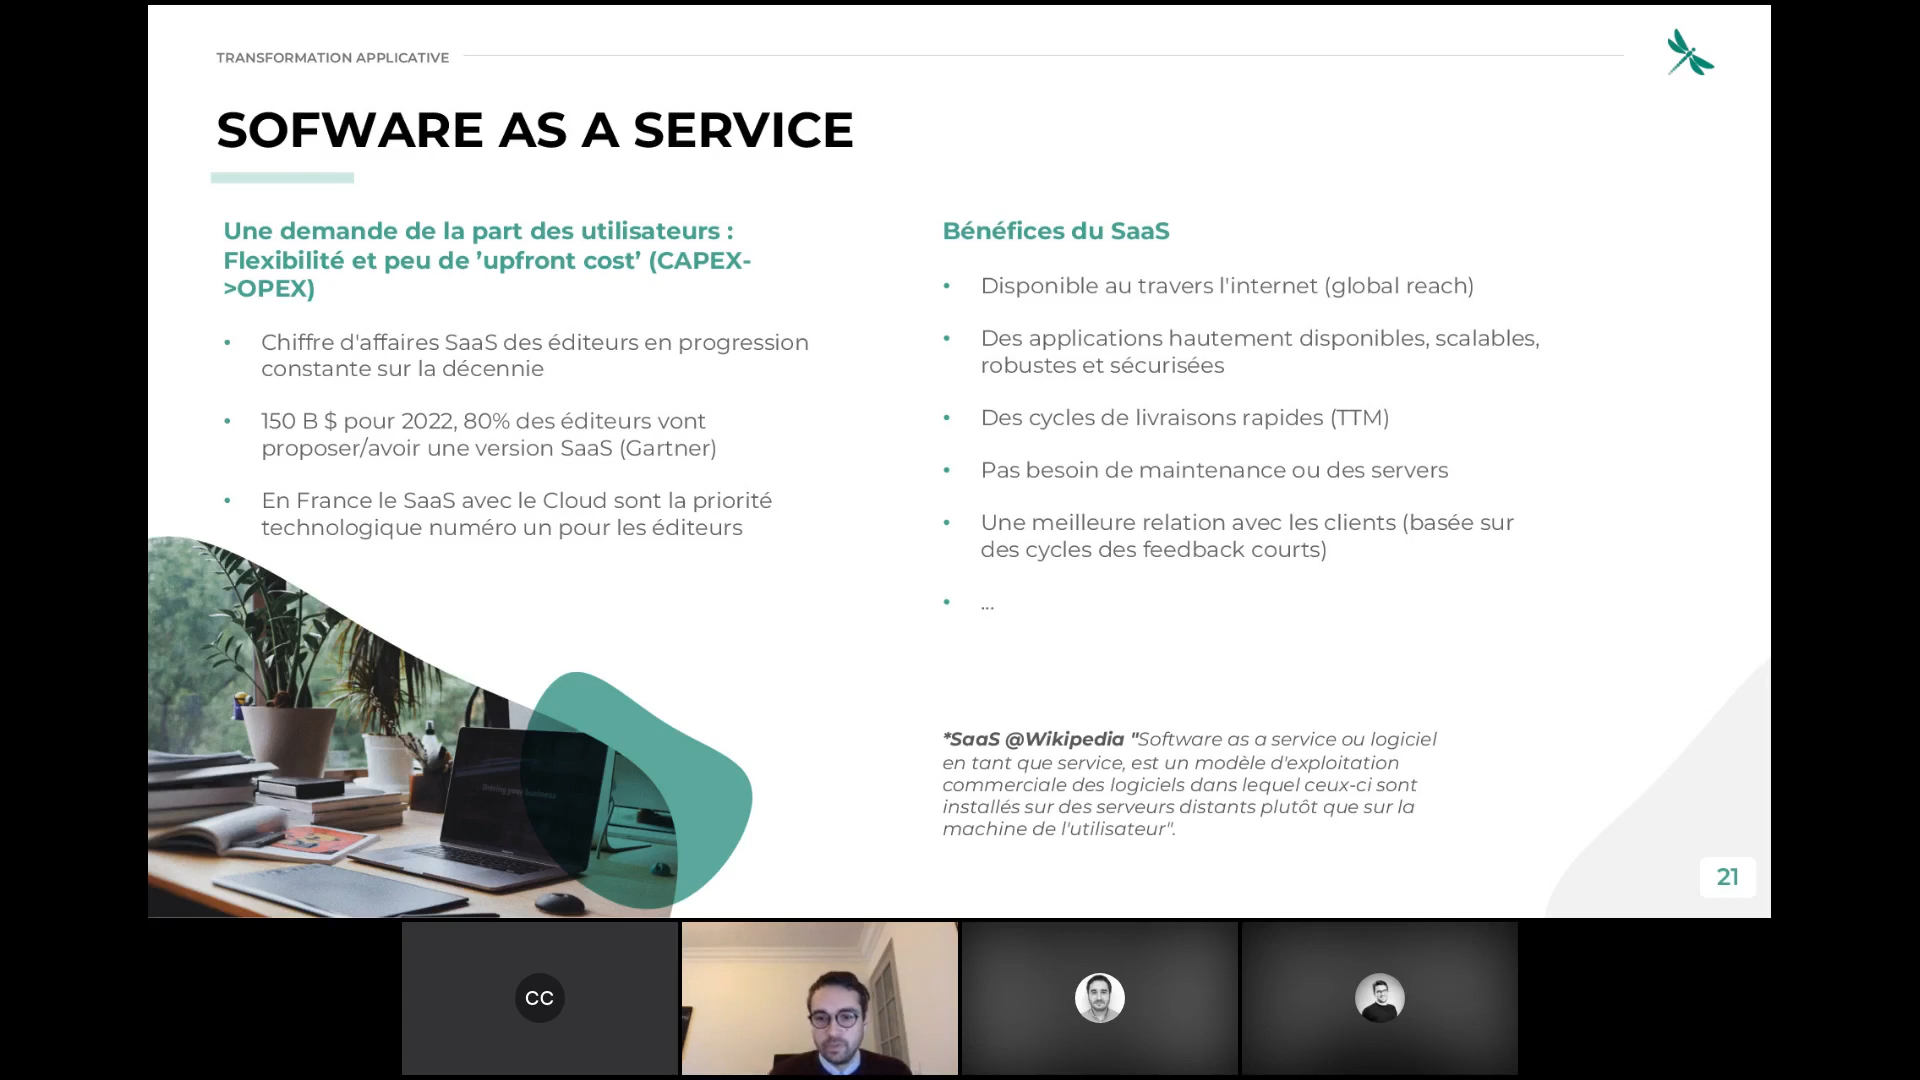 TRANSFORMATION APPLICATIVE
SOFWARE AS A SERVICE
Une demande de la part des utilisateurs :
Flexibilité et peu de ’upfront cost’ (CAPEX-
>OPEX)
• Chiffre d'affaires SaaS des éditeurs en progression
constante sur la décennie
• 150 B $ pour 2022, 80% des éditeurs vont
proposer/avoir une version SaaS (Gartner)
• En France le SaaS avec le Cloud sont la priorité
technologique numéro un pour les éditeurs
Bénéfices du SaaS
• Disponible au travers l'internet (global reach)
• Des applications hautement disponibles, scalables,
robustes et sécurisées
• Des cycles de livraisons rapides (TTM)
• Pas besoin de maintenance ou des servers
• Une meilleure relation avec les clients (basée sur
des cycles des feedback courts)
• ...
*SaaS @Wikipedia "Software as a service ou logiciel
en tant que service, est un modèle d'exploitation
commerciale des logiciels dans lequel ceux-ci sont
installés sur des serveurs distants plutôt que sur la
machine de l'utilisateur".
21
CC